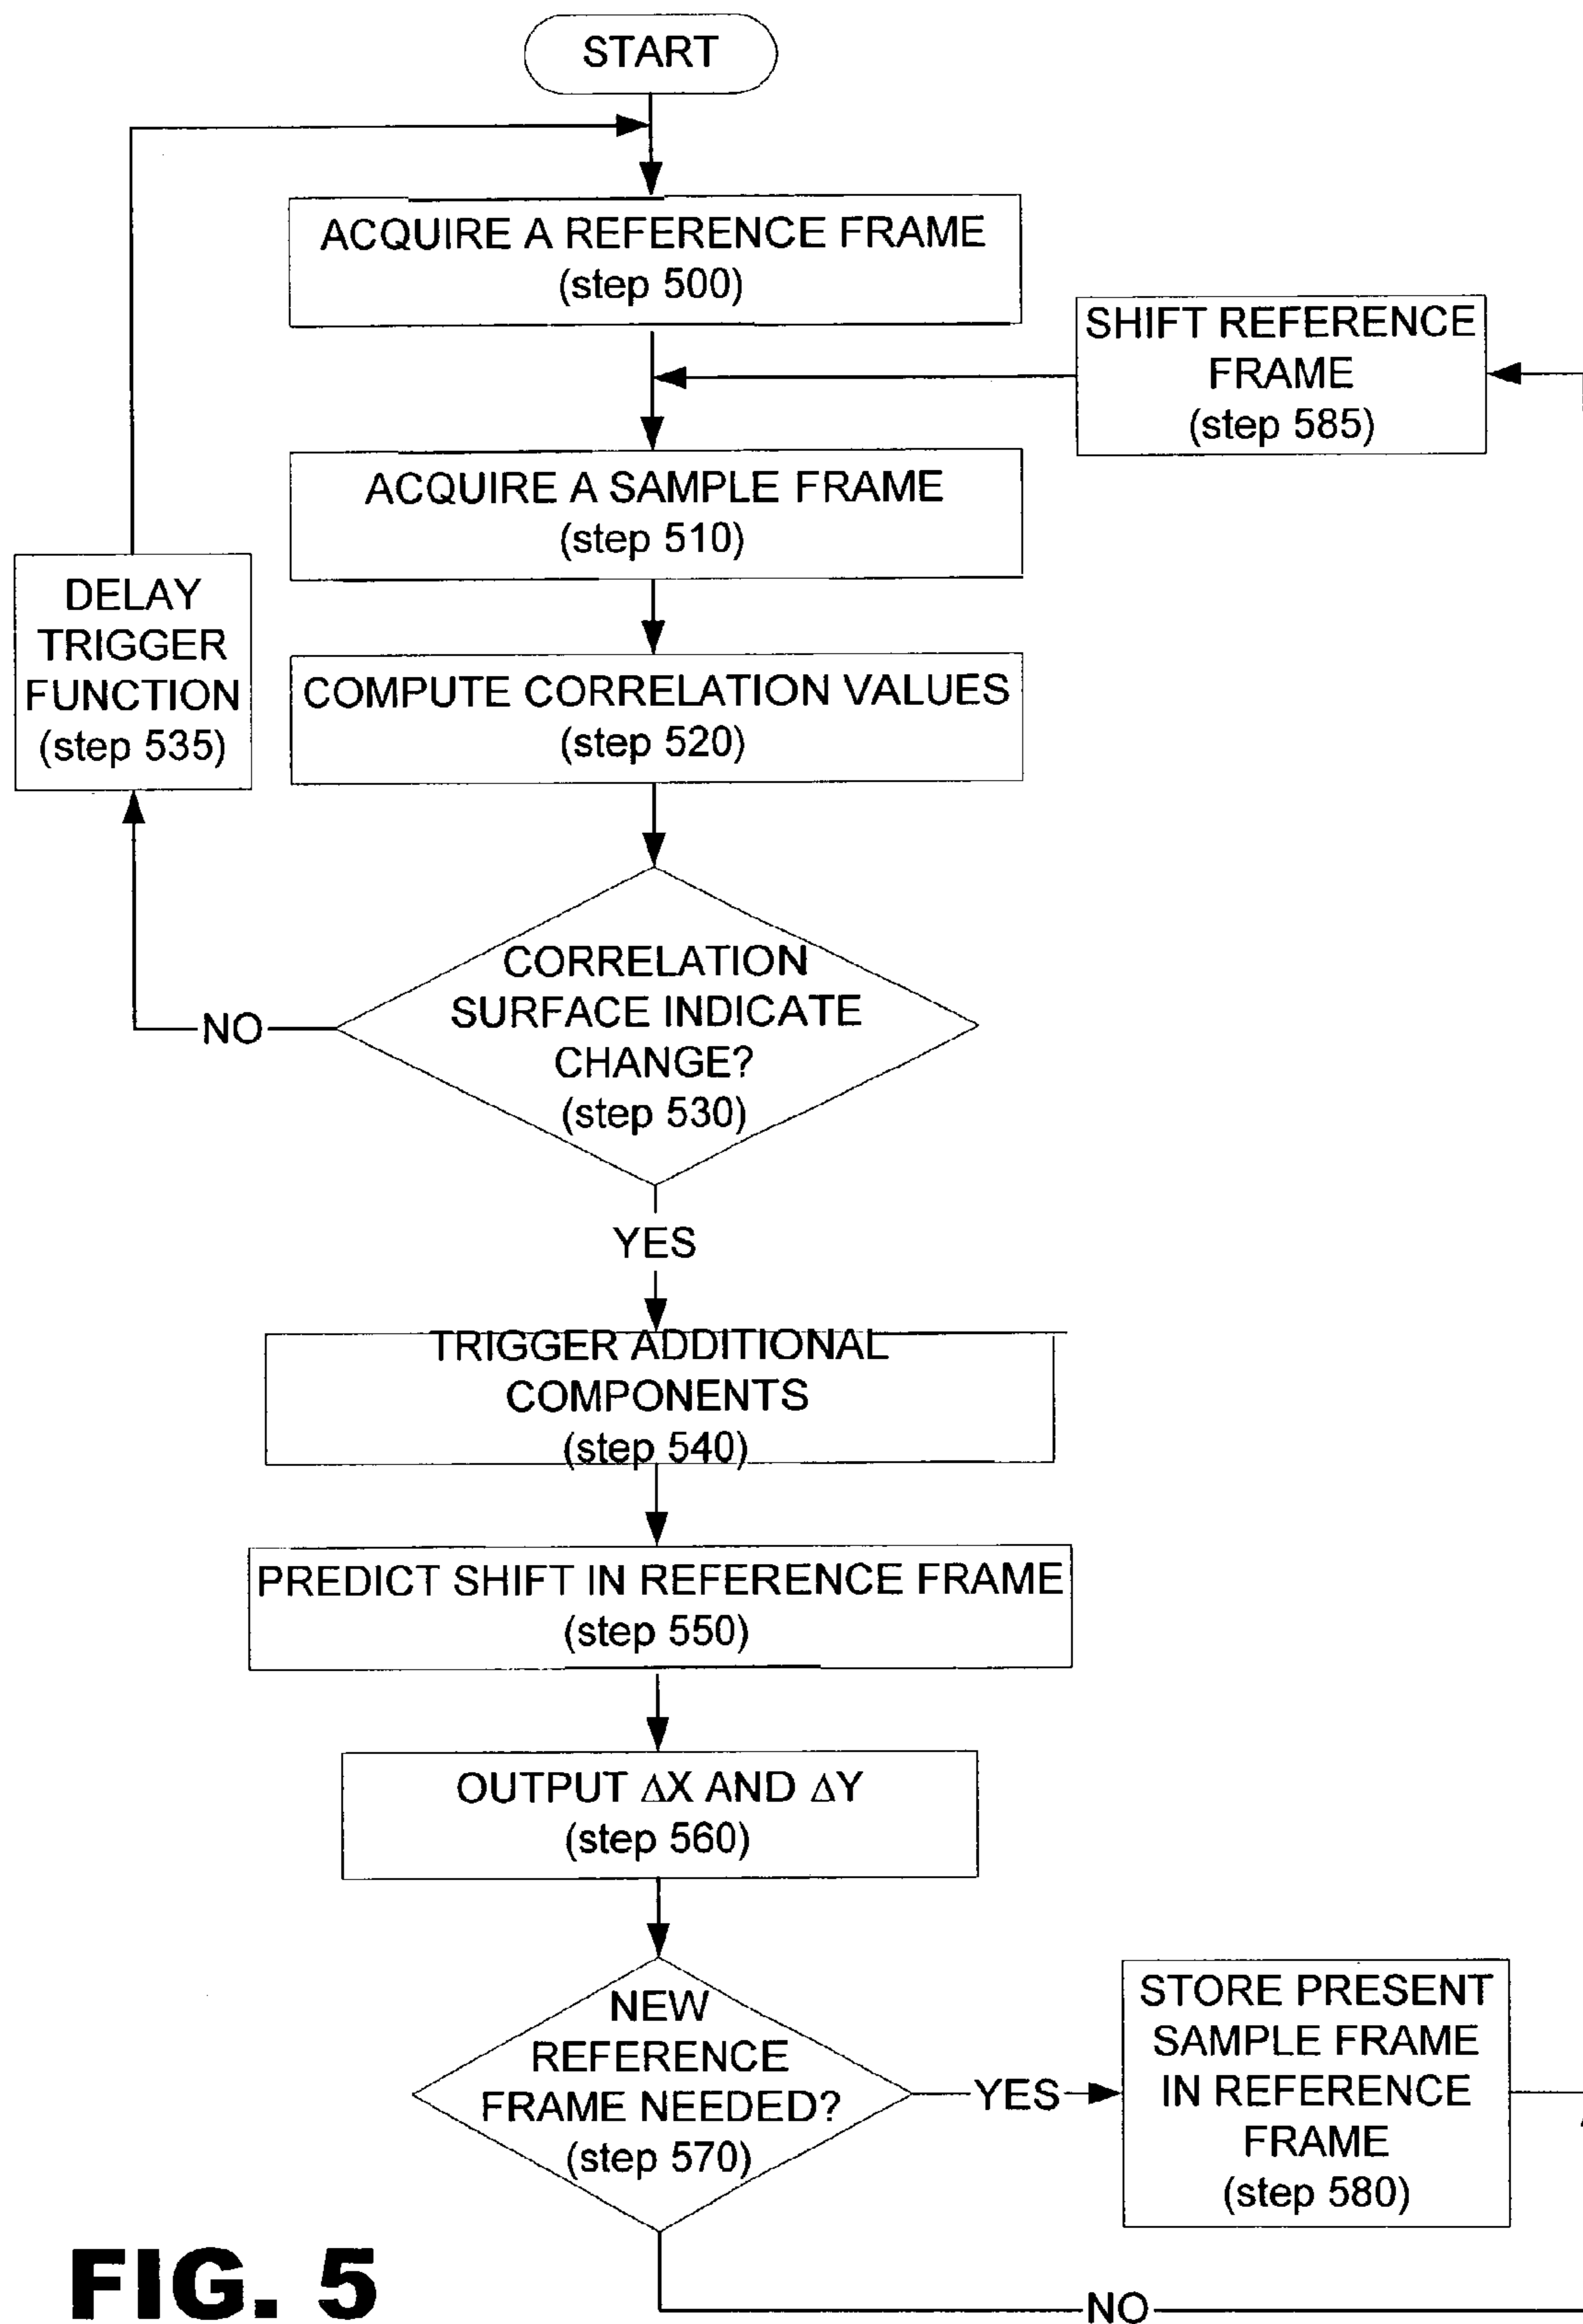 START
ACQUIRE A REFERENCE FRAME
(step 500)
SHIFT REFERENCE
FRAME
(step 585)
ACQUIRE A SAMPLE FRAME
(step 510)
DELAY
TRIGGER
FUNCTION
(step 535)
COMPUTE CORRELATION VALUES
(step 520)
CORRELATION
SURFACE INDICATE
CHANGE?
(step 530)
NO
YES
TRIGGER ADDITIONAL
COMPONENTS
(step 540)
PREDICT SHIFT IN REFERENCE FRAME
(step 550)
OUTPUT ΔX AND ΔY
(step 560)
NEW
REFERENCE
FRAME NEEDED?
(step 570)
YES
STORE PRESENT
SAMPLE FRAME
IN REFERENCE
FRAME
(step 580)
NO
FIG. 5